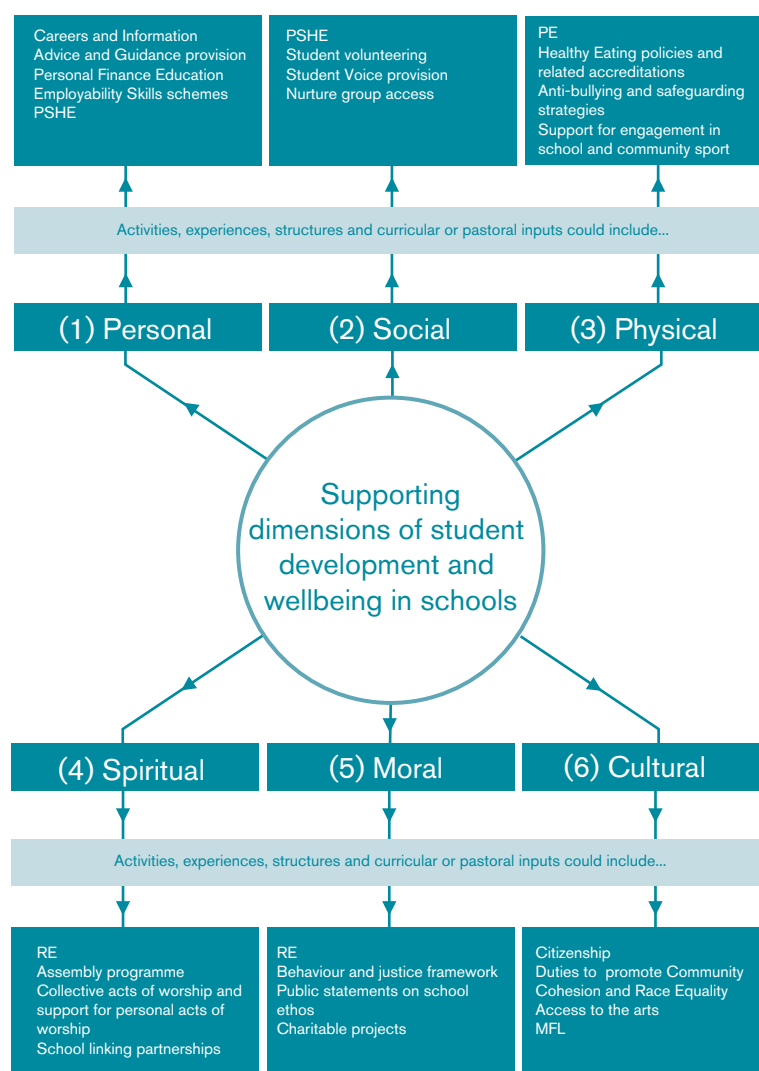 Careers and Information
Advice and Guidance provision
Personal Finance Education
Employability Skills schemes
PSHE
PSHE
Student volunteering
Student Voice provision
Nurture group access
PE
Healthy Eating policies and
related accreditations
Anti-bullying and safeguarding
strategies
Support for engagement in
school and community sport
Activities, experiences, structures and curricular or pastoral inputs could include...
(1) Personal
(2) Social
(3) Physical
Supporting
dimensions of student
development and
wellbeing in schools
(4) Spiritual
(5) Moral
(6) Cultural
Activities, experiences, structures and curricular or pastoral inputs could include...
RE
Assembly programme
Collective acts of worship and
support for personal acts of
worship
School linking partnerships
RE
Behaviour and justice framework
Public statements on school
ethos
Charitable projects
Citizenship
Duties to  promote Community
Cohesion and Race Equality
Access to the arts
MFL